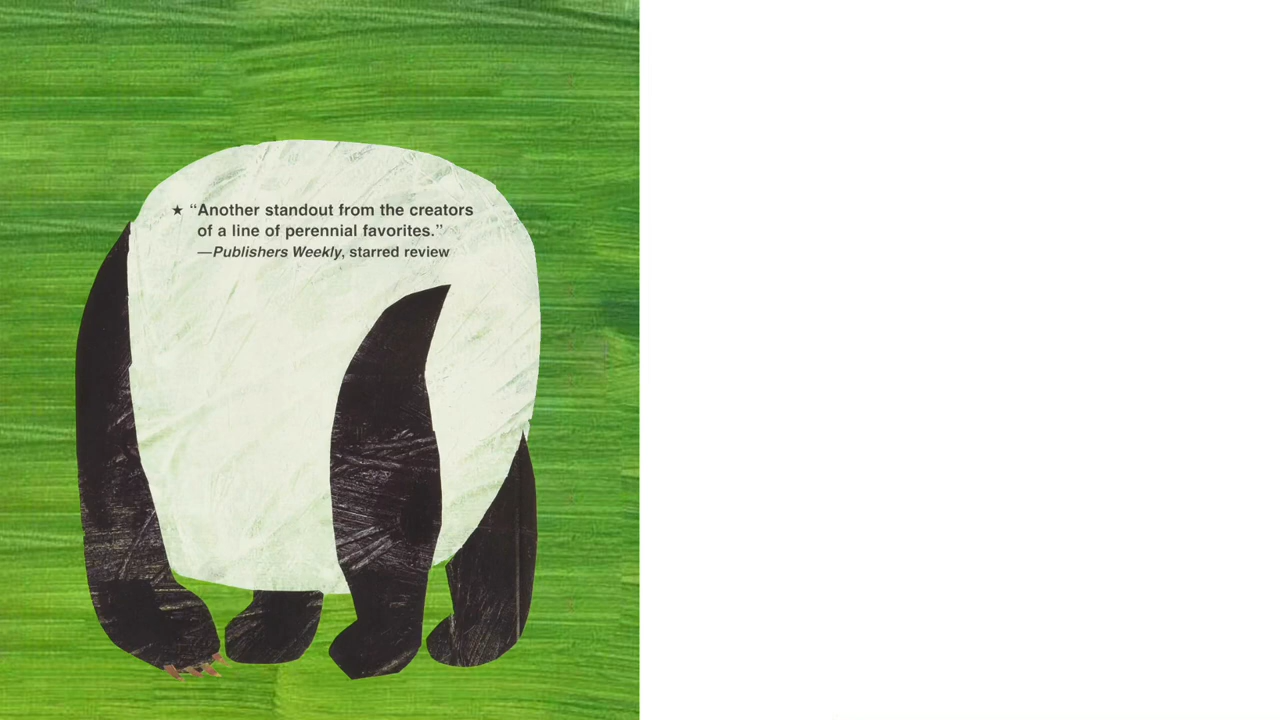 ★ “Another standout from the creators
of a line of perennial favorites.”
—Publishers Weekly, starred review